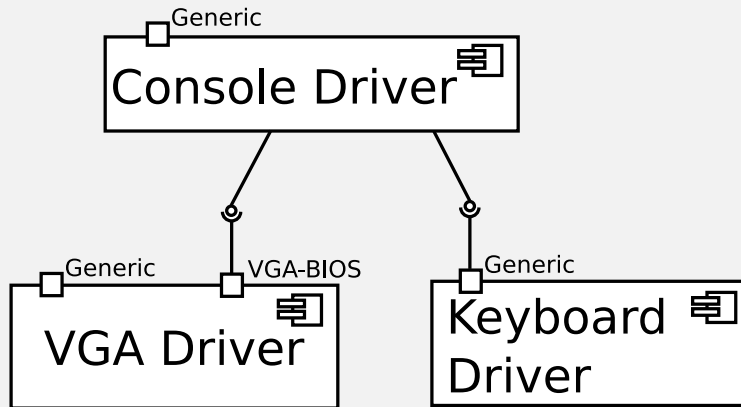 Generic
Console Driver
Generic
VGA-BIOS
Generic
VGA Driver
Keyboard
Driver